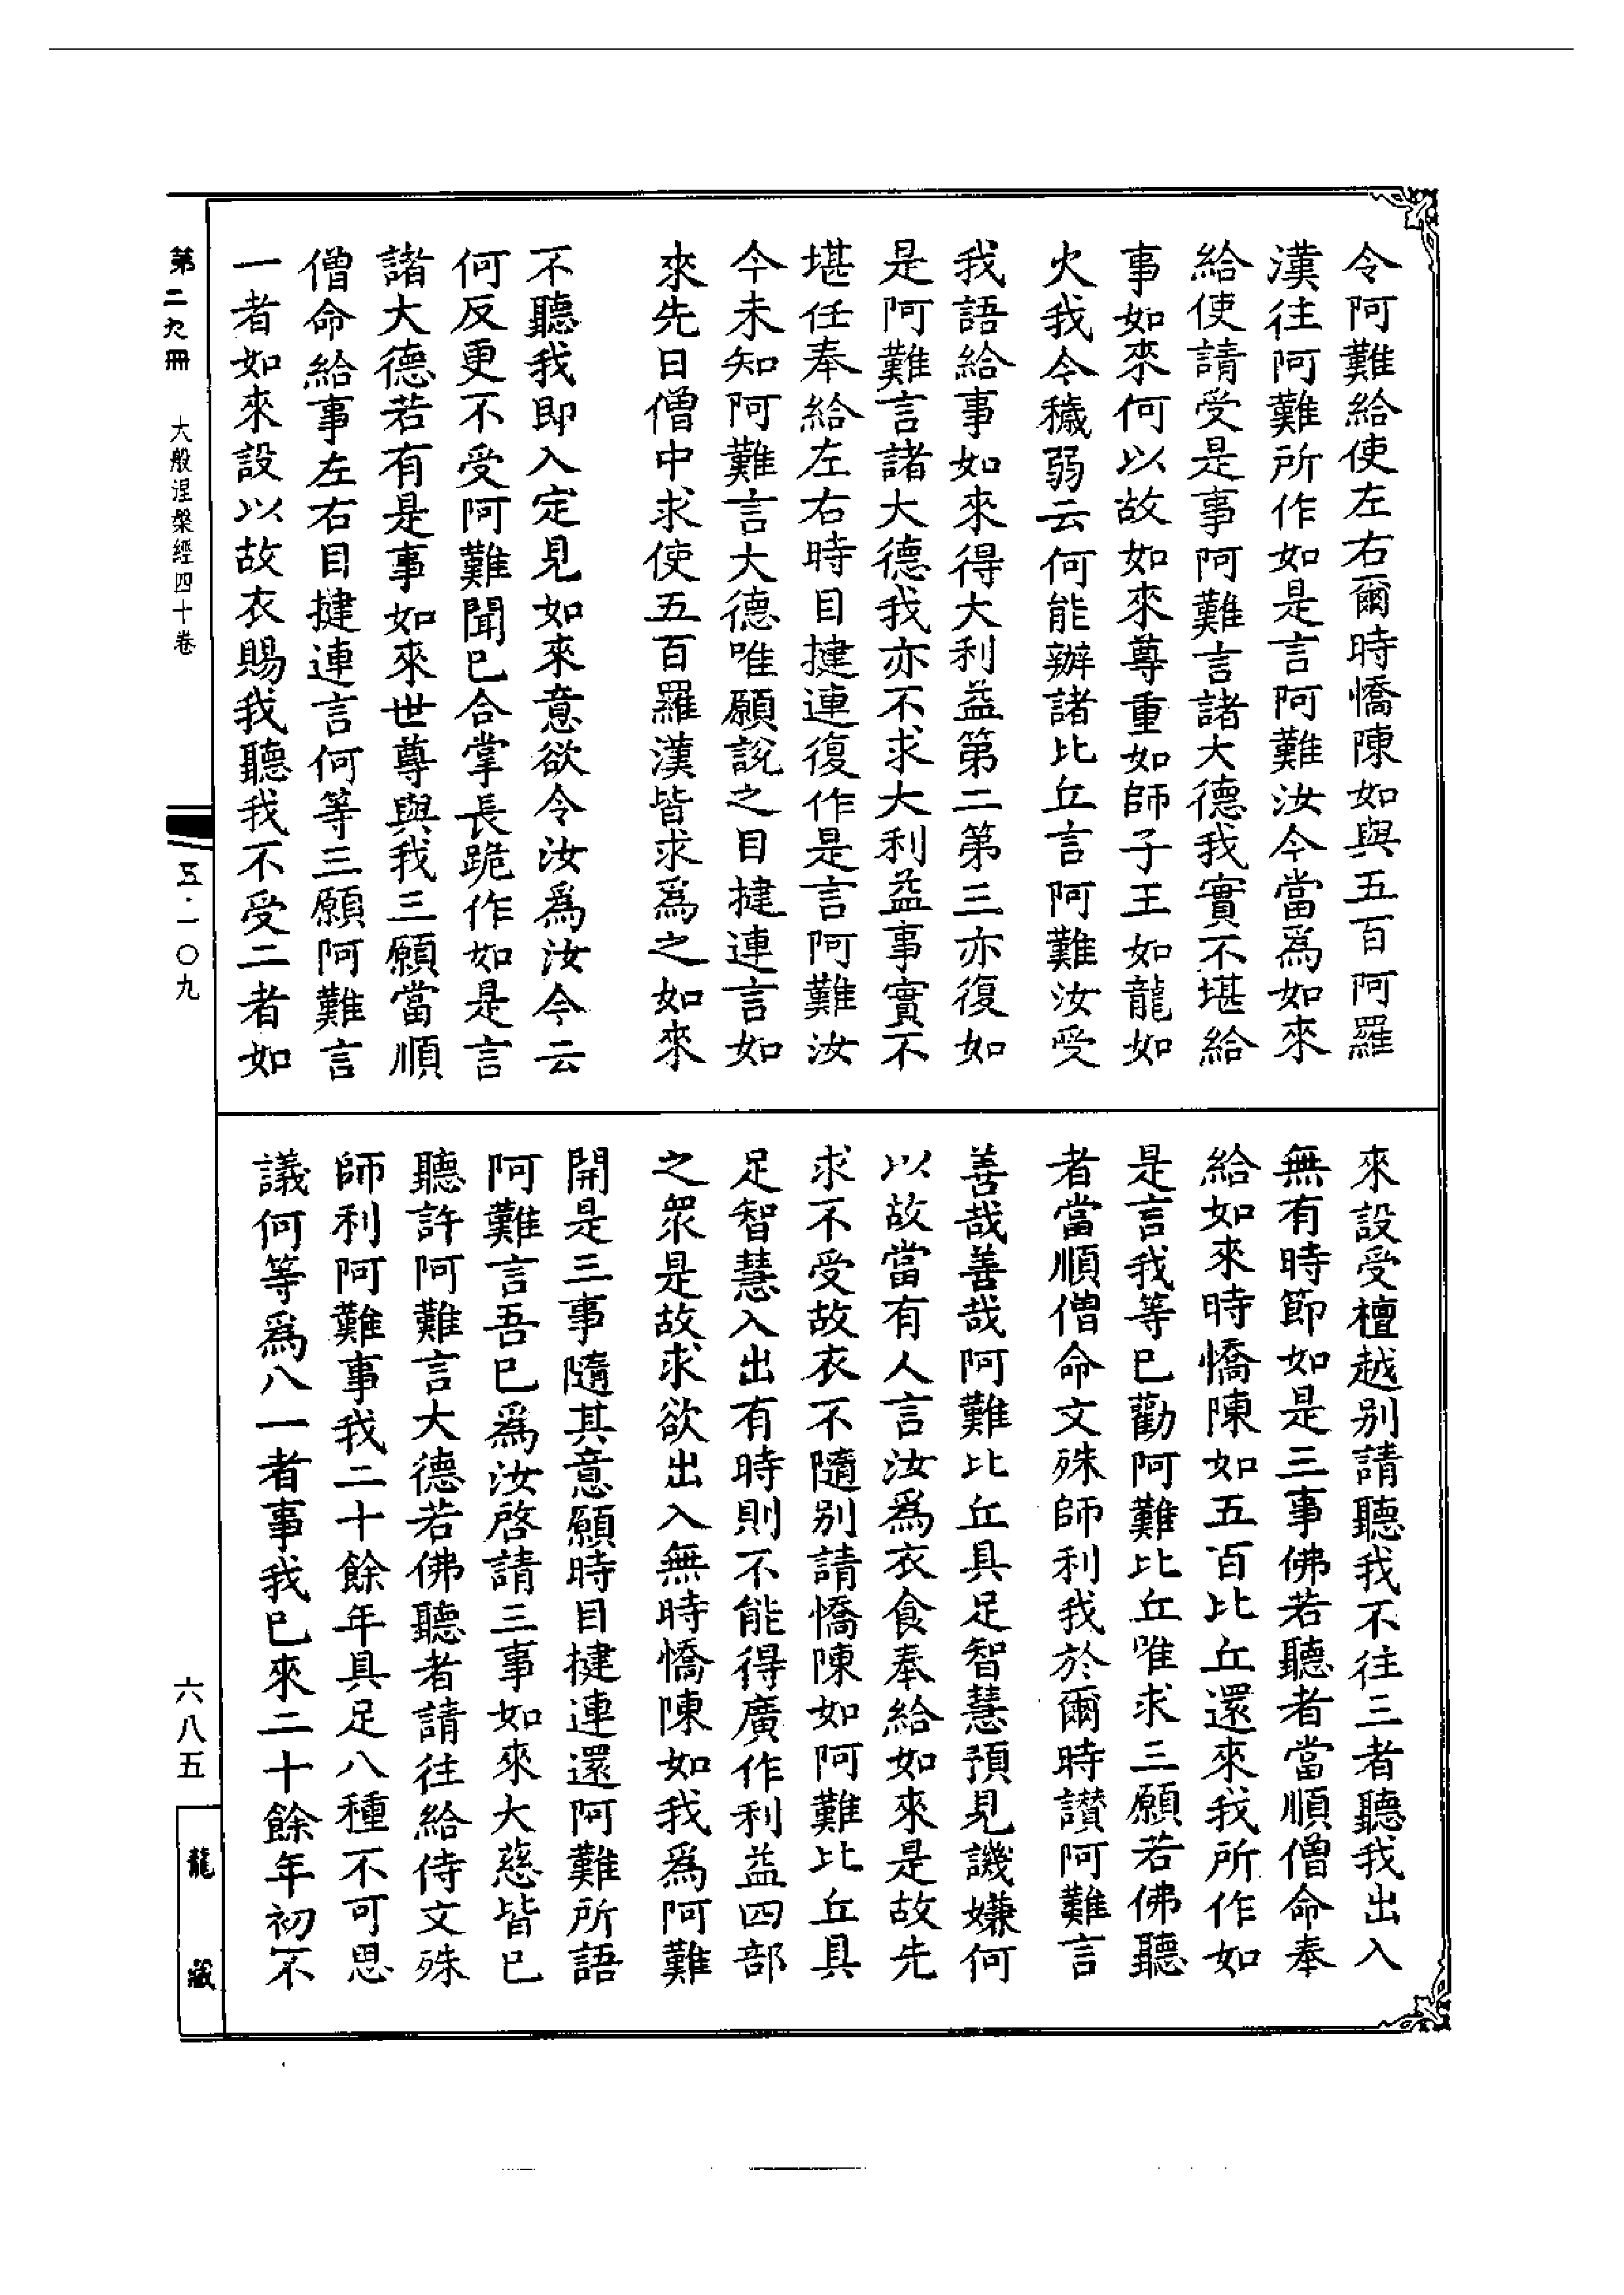 令阿難給使左右爾時憍陳如與五百阿羅
漢往阿難所作如是言阿難汝今當爲如來
給使請受是事阿難言諸大德我實不堪給
事如來何以故如來尊重如師子王如龍如
火我今穢弱云何能辦諸比丘言阿難汝受
我語給事如來得大利益第二第三亦復如
是阿難言諸大德我亦不求大利益事實不
堪任奉給左右時目揵連復作是言阿難汝
今未知阿難言大德唯願說之目揵連言如
來先日僧中求使五百羅漢皆求爲之如來
不聽我即入定見如來意欲令汝爲汝今云
何反更不受阿難聞已合掌長跪作如是言
諸大德若有是事如來世尊與我三願當順
僧命給事左右目揵連言何等三願阿難言
一者如來設以故衣賜我聽我不受二者如
來設受檀越别請聽我不往三者聽我出入
無有時節如是三事佛若聽者當順僧命奉
給如來時憍陳如五百比丘還來我所作如
是言我等已勸阿難比丘唯求三願若佛聽
者當順僧命文殊師利我於爾時讃阿難言
善哉善哉阿難比丘具足智慧預見譏嫌何
以故當有人言汝爲衣食奉給如來是故先
求不受故衣不隨别請憍陳如阿難比丘具
足智慧入出有時則不能得廣作利益四部
之衆是故求欲出入無時憍陳如我爲阿難
開是三事隨其意願時目揵連還阿難所語
阿難言吾已爲汝啓請三事如來大慈皆已
聽許阿難言大德若佛聽者請往給侍文殊
師利阿難事我二十餘年具足八種不可思
議何等爲八一者事我已來二十餘年初不
第二九冊 大般涅槃經四十卷 五·一〇九 六八五 龍藏